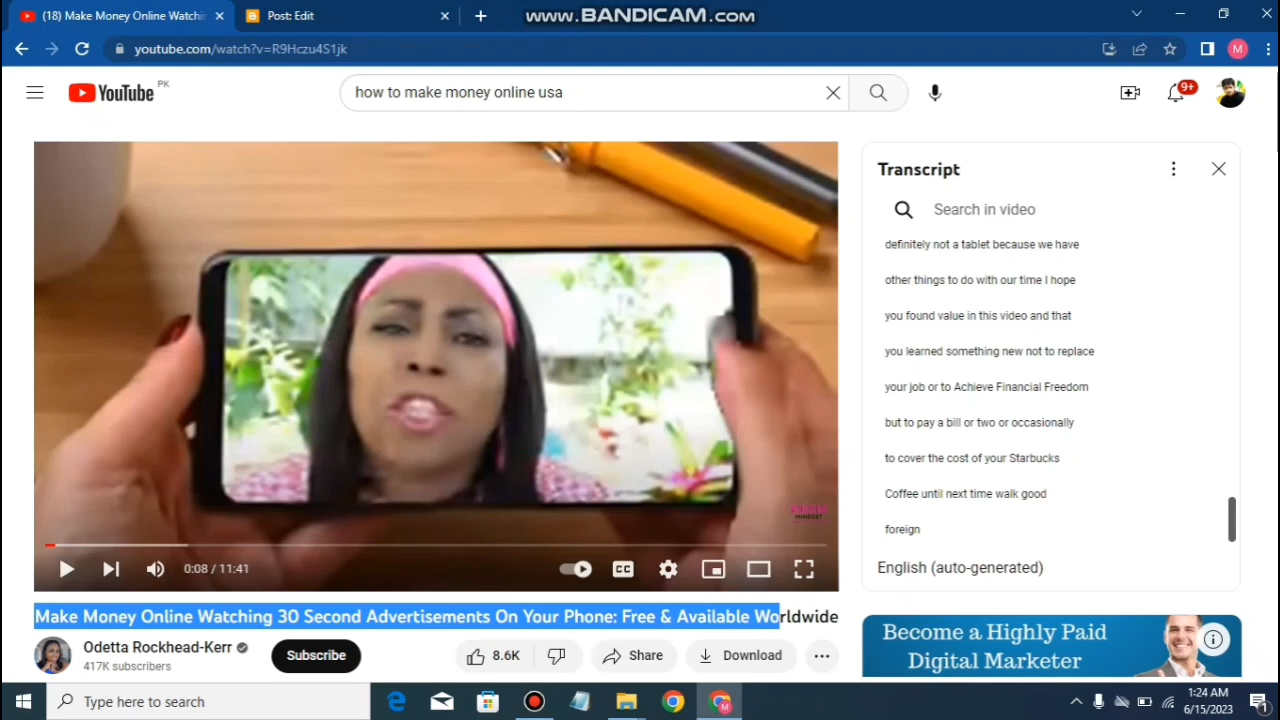 (18) Make Money Online Watchin
Post: Edit
www.BANDICAM.com
youtube.com/watch?v=R9Hczu4S1jk
M
YouTube PK
how to make money online usa
9+
Transcript
Search in video
definitely not a tablet because we have
other things to do with our time I hope
you found value in this video and that
you learned something new not to replace
your job or to Achieve Financial Freedom
but to pay a bill or two or occasionally
to cover the cost of your Starbucks
Coffee until next time walk good
foreign
English (auto-generated)
0:08 / 11:41
CC
Make Money Online Watching 30 Second Advertisements On Your Phone: Free & Available Worldwide
Odetta Rockhead-Kerr
417K subscribers
Subscribe
8.6K
Share
Download
Become a Highly Paid
Digital Marketer
Type here to search
1:24 AM
6/15/2023
1